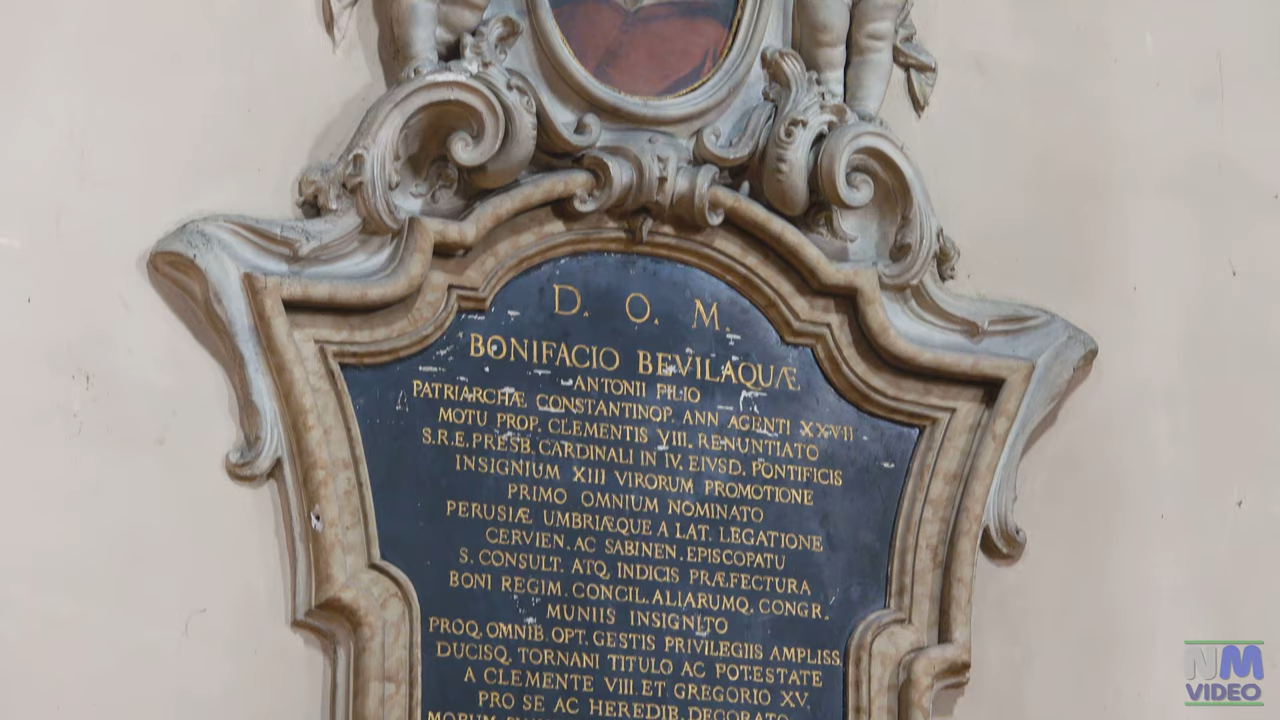 D. O. M.
BONIFACIO BEVILAQUÆ
ANTONII FILIO
PATRIARCHÆ CONSTANTINOP. ANN AGENTI XXVII
MOTU PROP. CLEMENTIS VIII. RENUNTIATO
S.R.E. PRESB. CARDINALI IN IV. EIVSD. PONTIFICIS
INSIGNIUM XIII VIRORUM PROMOTIONE
PRIMO OMNIUM NOMINATO
PERUSIÆ UMBRIÆQUE A LAT. LEGATIONE
CERVIEN. AC SABINEN. EPISCOPATU
S. CONSULT. ATQ. INDICIS PRÆFECTURA
BONI REGIM. CONCIL. ALIARUMQ. CONGR.
MUNIIS INSIGNITO
PROQ. OMNIB. OPT. GESTIS PRIVILEGIIS AMPLISS.
DUCISQ. TORNANI TITULO AC POTESTATE
A CLEMENTE VIII. ET GREGORIO XV.
PRO SE AC HEREDIB. DECORATO
NM
VIDEO